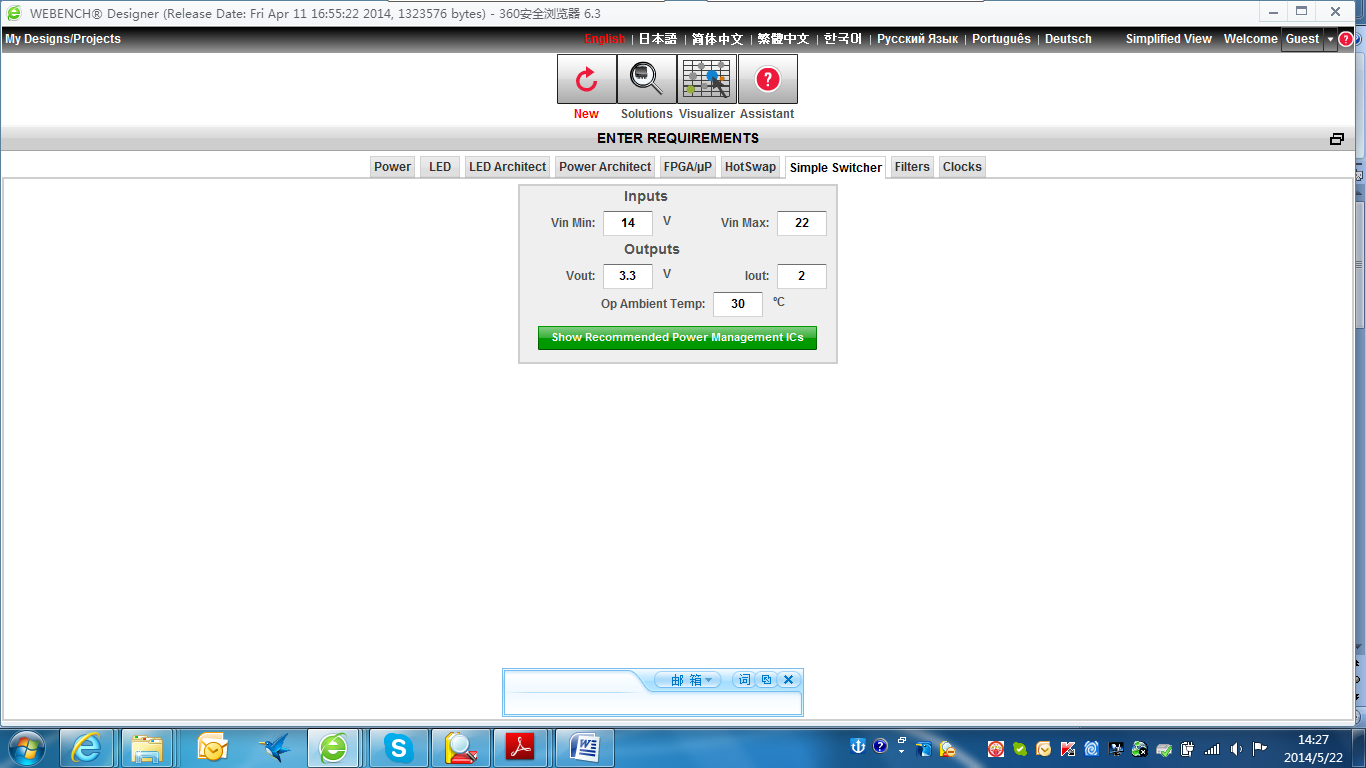 WEBENCH® Designer (Release Date: Fri Apr 11 16:55:22 2014, 1323576 bytes) - 360安全浏览器 6.3
My Designs/Projects English | 日本語 | 简体中文 | 繁體中文 | 한국어 | Русский Язык | Português | Deutsch Simplified View Welcome Guest
New Solutions Visualizer Assistant
ENTER REQUIREMENTS
Power LED LED Architect Power Architect FPGA/µP HotSwap Simple Switcher Filters Clocks
Inputs
Vin Min: 14 V Vin Max: 22
Outputs
Vout: 3.3 V Iout: 2
Op Ambient Temp: 30 °C
Show Recommended Power Management ICs
邮 箱 词
14:27
2014/5/22